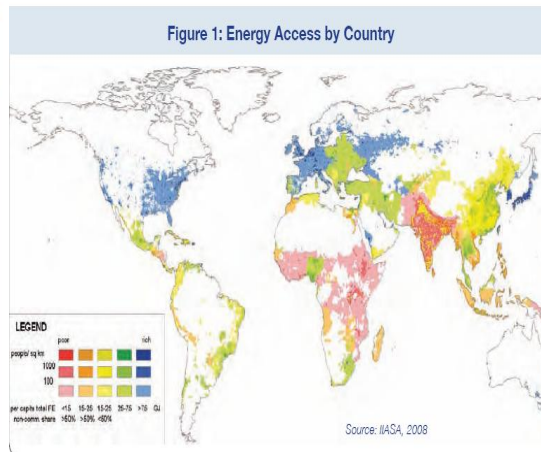 Figure 1: Energy Access by Country
LEGEND
poor rich
people/ sq km
1000
100
per capita total FE <15 15-25 15-25 25-75 >75 GJ
non-comm. share >50% >50% <50%
Source: IIASA, 2008